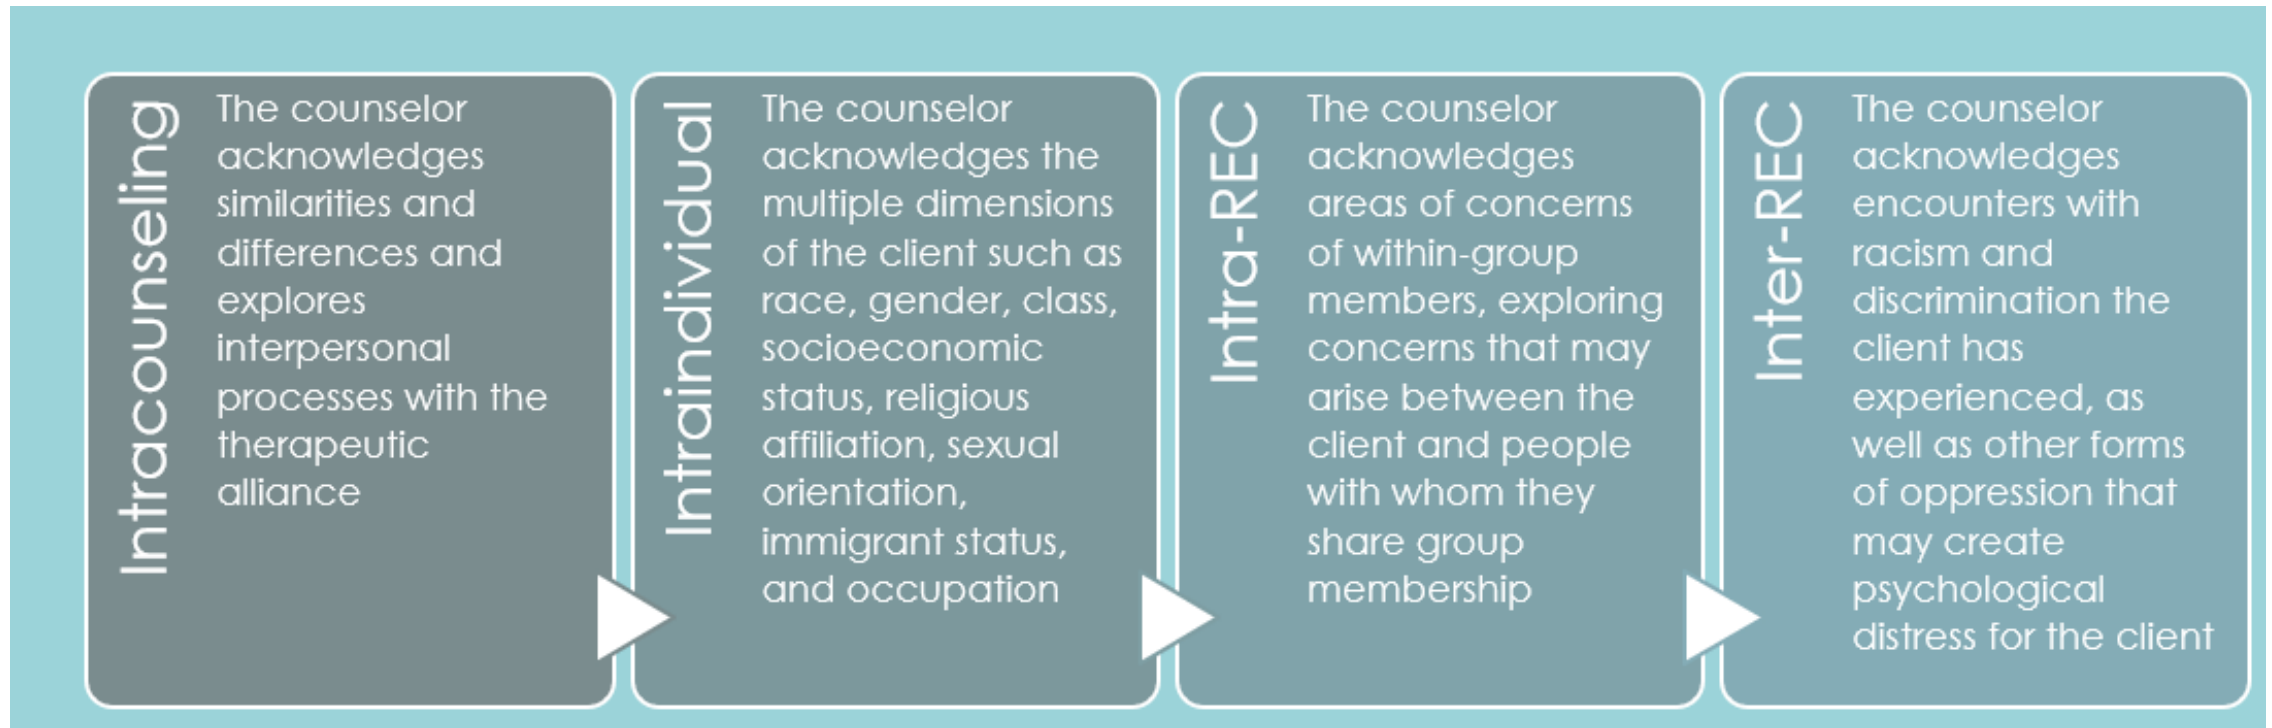 Intracounseling
The counselor
acknowledges
similarities and
differences and
explores
interpersonal
processes with the
therapeutic
alliance
Intraindividual
The counselor
acknowledges the
multiple dimensions
of the client such as
race, gender, class,
socioeconomic
status, religious
affiliation, sexual
orientation,
immigrant status,
and occupation
Intra-REC
The counselor
acknowledges
areas of concerns
of within-group
members, exploring
concerns that may
arise between the
client and people
with whom they
share group
membership
Inter-REC
The counselor
acknowledges
encounters with
racism and
discrimination the
client has
experienced, as
well as other forms
of oppression that
may create
psychological
distress for the client